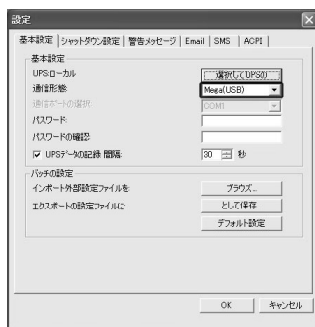 設定
基本設定 シャットダウン設定 警告メッセージ Email SMS ACPI
基本設定
UPS:ローカル 選択して(UPS0)
通信形態: Mega(USB)
通信ポートの選択: COM1
パスワード:
パスワードの確認:
UPSデータの記録 間隔: 30 秒
バッチの設定
インポート外部設定ファイルを ブラウズ...
エクスポートの設定ファイルに として保存
デフォルト設定
OK キャンセル